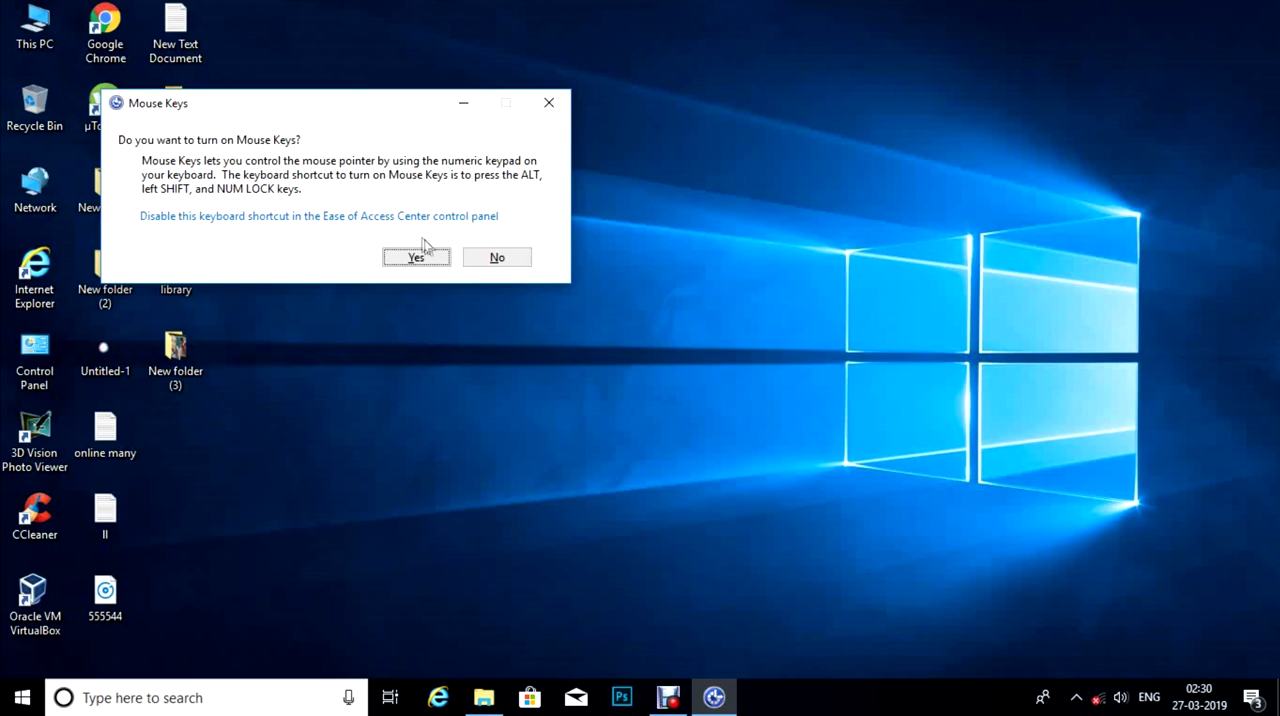 This PC
Google
Chrome
New Text
Document
Mouse Keys
Do you want to turn on Mouse Keys?
Mouse Keys lets you control the mouse pointer by using the numeric keypad on
your keyboard. The keyboard shortcut to turn on Mouse Keys is to press the ALT,
left SHIFT, and NUM LOCK keys.
Disable this keyboard shortcut in the Ease of Access Center control panel
Yes
No
Recycle Bin
Network
Internet
Explorer
New folder
(2)
library
Control
Panel
Untitled-1
New folder
(3)
3D Vision
Photo Viewer
online many
CCleaner
Oracle VM
VirtualBox
555544
Type here to search
Ps
ENG
02:30
27-03-2019
3